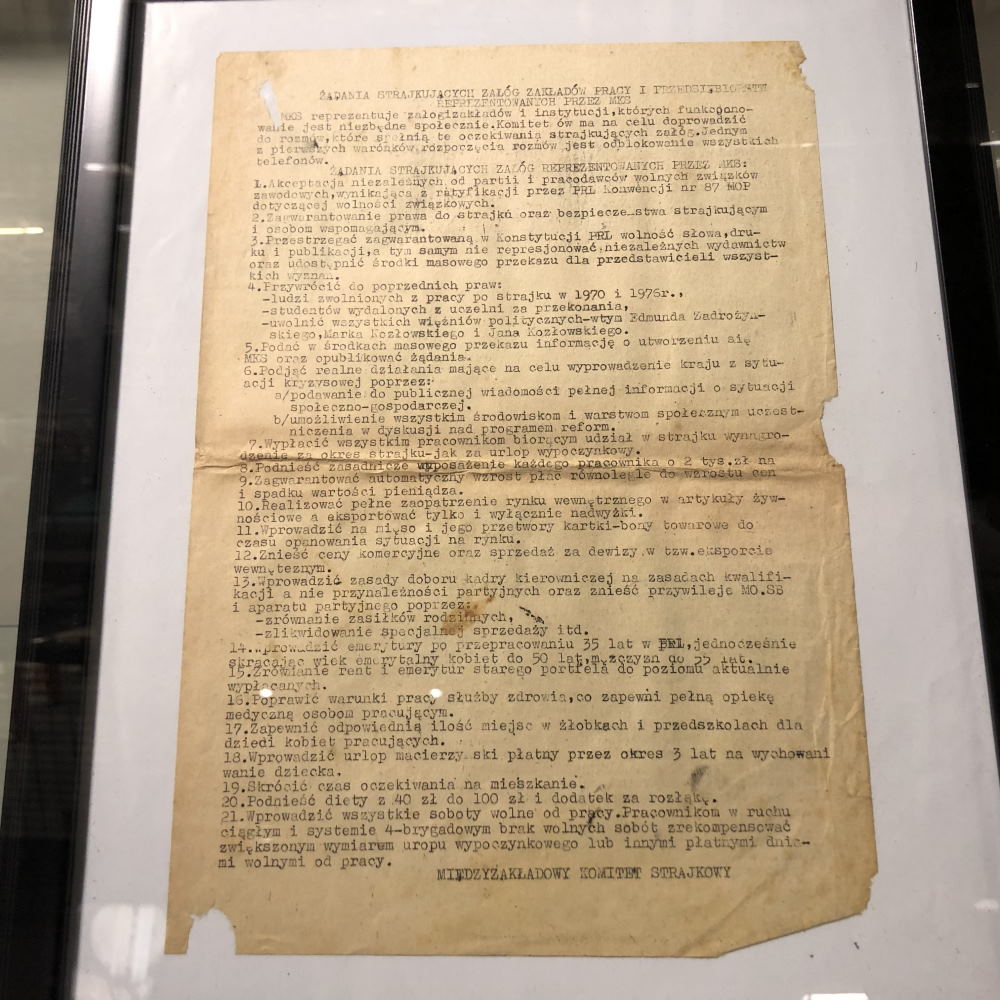 ŻĄDANIA STRAJKUJĄCYCH ZAŁÓG ZAKŁADÓW PRACY I PRZEDSIĘBIORSTW
REPREZENTOWANYCH PRZEZ MKS
MKS reprezentuje załogizakładów i instytucji,których funkcjono-
wanie jest niezbędne społecznie.Komitet ów ma na celu doprowadzić
do rozmów,które spełnią te oczekiwania strajkujących załóg.Jednym
z pierwszych warónków rozpoczęcia rozmów jest odblokowanie wszystkich
telefonów.
ŻĄDANIA STRAJKUJĄCYCH ZAŁÓG REPREZENTOWANYCH PRZEZ MKS:
1.Akceptacja niezależnych od partii i pracodawców wolnych związków
zawodowych,wynikająca z ratyfikacji przez PRL Konwencji nr 87 MOP
dotyczącej wolności związkowych.
2.Zagwarantowanie prawa do strajku oraz bezpieczeństwa strajkującym
i osobom wspomagającym.
3.Przestrzegać zagwarantowaną w Konstytucji PRL wolność słowa,dru-
ku i publikacji,a tym samym nie represjonować niezależnych wydawnictw
oraz udostępnić środki masowego przekazu dla przedstawicieli wszyst-
kich wyznań.
4.Przywrócić do poprzednich praw:
-ludzi zwolnionych z pracy po strajku w 1970 i 1976r.,
-studentów wydalonych z uczelni za przekonania,
-uwolnić wszystkich więźniów politycznych-wtym Edmunda Zadrożyń-
skiego,Marka Kozłowskiego i Jana Kozłowskiego.
5.Podać w środkach masowego przekazu informację o utworzeniu się
MKS oraz opublikować żądania.
6.Podjąć realne działania mające na celu wyprowadzenie kraju z sytu-
acji kryzysowej poprzez:
a/podawanie do publicznej wiadomości pełnej informacji o sytuacji
społeczno-gospodarczej.
b/umożliwienie wszystkim środowiskom i warstwom społecznym uczest-
niczenia w dyskusji nad programem reform.
7.Wypłacić wszystkim pracownikom biorącym udział w strajku wynagro-
dzenie za okres strajku-jak za urlop wypoczynkowy.
8.Podnieść zasadnicze wyposażenie każdego pracownika o 2 tys.zł na
9.Zagwarantować automatyczny wzrost płac równolegle do wzrostu cen
i spadku wartości pieniądza.
10.Realizować pełne zaopatrzenie rynku wewnętrznego w artykuły żyw-
nościowe a eksportować tylko i wyłącznie nadwyżki.
11.Wprowadzić na mięso i jego przetwory kartki-bony towarowe do
czasu opanowania sytuacji na rynku.
12.Znieść ceny komercyjne oraz sprzedaż za dewizy w tzw.eksporcie
wewnęteznym.
13.Wprowadzić zasady doboru kadry kierowniczej na zasadach kwalifi-
kacji a nie przynależności partyjnych oraz znieść przywileje MO.SB
i aparatu partyjnego poprzez:
-zrównanie zasiłków rodzinnych,
-zlikwidowanie specjalnej sprzedaży itd.
14.Wprowadzić emerytury po przepracowaniu 35 lat w PRL,jednocześnie
skracając wiek emerytalny kobiet do 50 lat,mężczyzn do 55 lat.
15.Zrównanie rent i emerytur starego portfela do poziomu aktualnie
wypłacanych.
16.Poprawić warunki pracy służby zdrowia,co zapewni pełną opiekę
medyczną osobom pracującym.
17.Zapewnić odpowiednią ilość miejsc w żłobkach i przedszkolach dla
dziedi kobiet pracujących.
18.Wprowadzić urlop macierzyński płatny przez okres 3 lat na wychowani
wanie dziecka.
19.Skrócić czas oczekiwania na mieszkanie.
20.Podnieść diety z 40 zł do 100 zł i dodatek za rozłąkę.
21.Wprowadzić wszystkie soboty wolne od pracy.Pracownikom w ruchu
ciągłym i systemie 4-brygadowym brak wolnych sobót zrekompensować
zwiększonym wymiarem uropu wypoczynkowego lub innymi płatnymi dnia-
mi wolnymi od pracy.
MIĘDZYZAKŁADOWY KOMITET STRAJKOWY